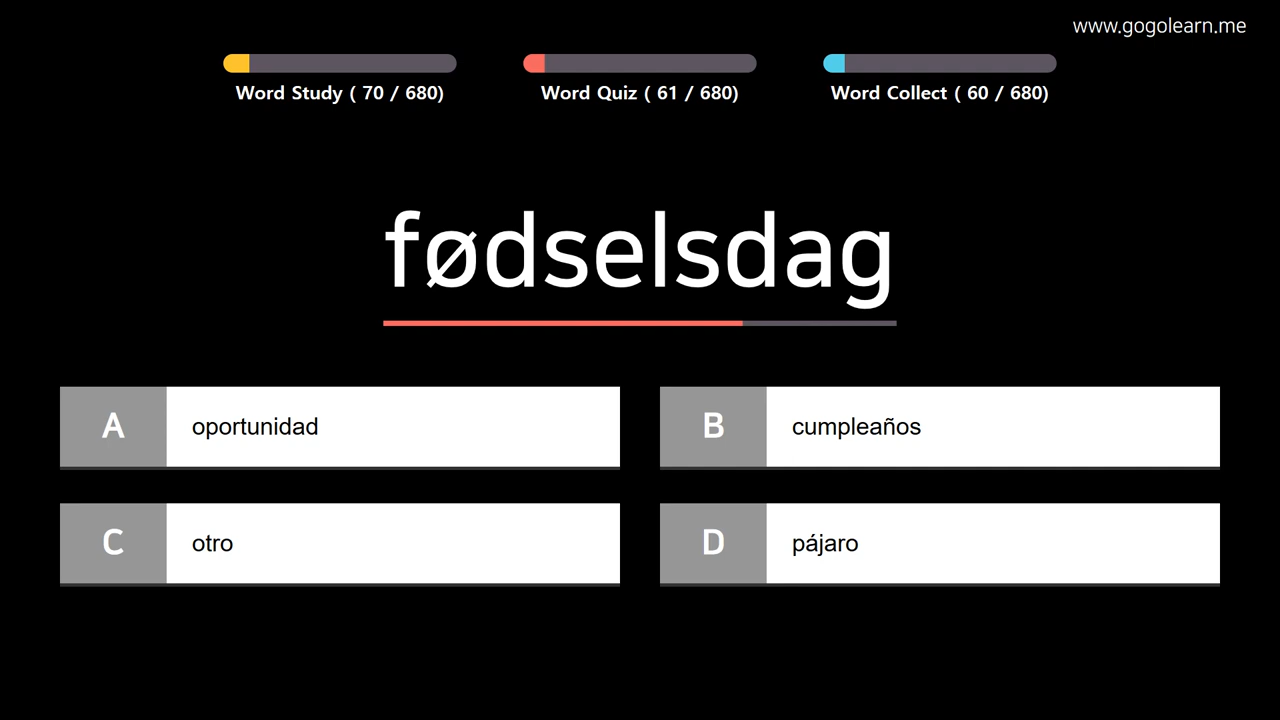 www.gogolearn.me
Word Study ( 70 / 680)
Word Quiz ( 61 / 680)
Word Collect ( 60 / 680)
fødselsdag
A
oportunidad
B
cumpleaños
C
otro
D
pájaro